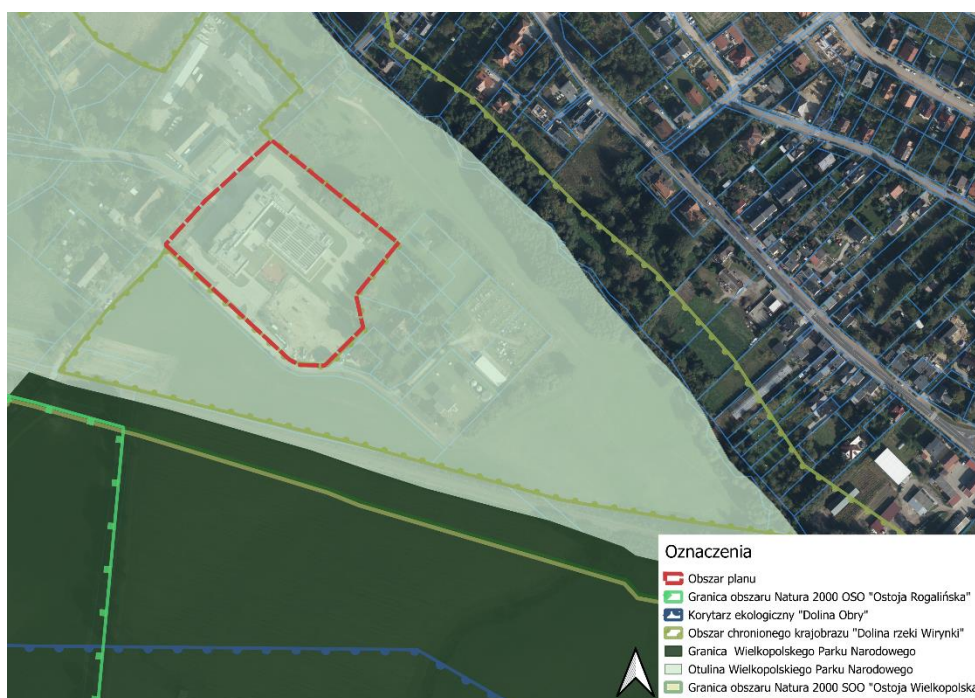 Oznaczenia
Obszar planu
Granica obszaru Natura 2000 OSO "Ostoja Rogalińska"
Korytarz ekologiczny "Dolina Obry"
Obszar chronionego krajobrazu "Dolina rzeki Wirynki"
Granica Wielkopolskiego Parku Narodowego
Otulina Wielkopolskiego Parku Narodowego
Granica obszaru Natura 2000 SOO "Ostoja Wielkopolska